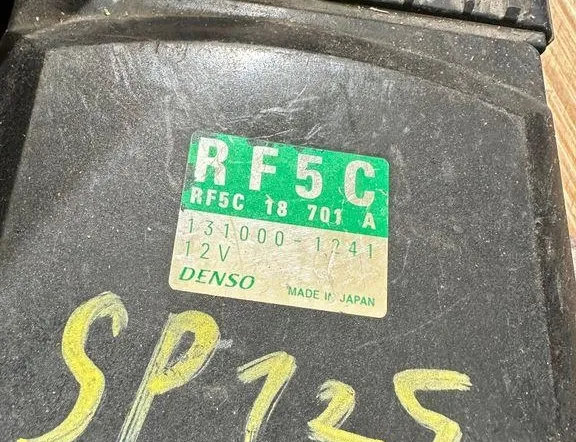 RF5C
RF5C 18 701 A
131000-1241
12V
DENSO
MADE IN JAPAN
SP125